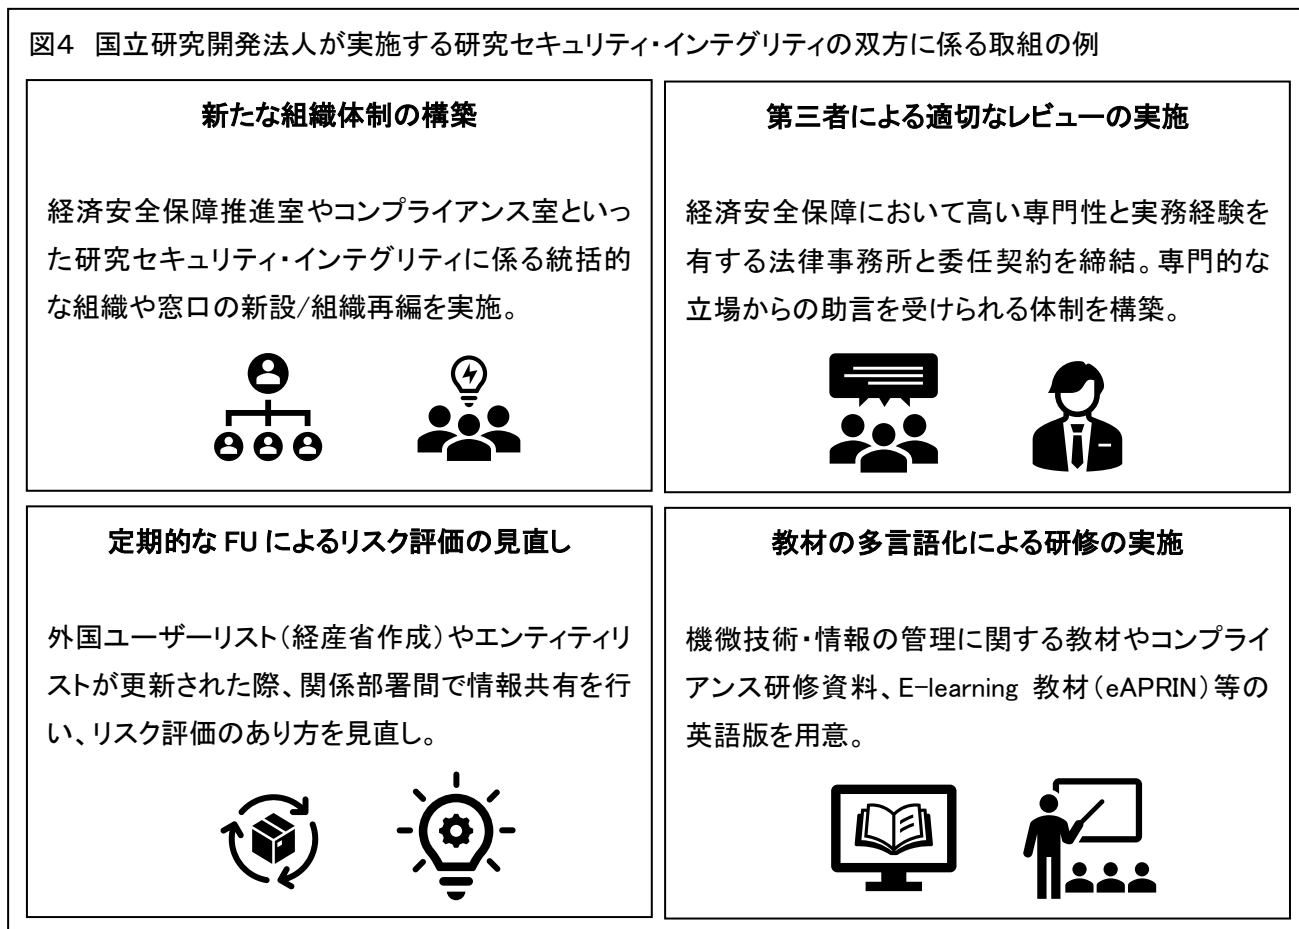 図4 国立研究開発法人が実施する研究セキュリティ・インテグリティの双方に係る取組の例
新たな組織体制の構築
経済安全保障推進室やコンプライアンス室といっ
た研究セキュリティ・インテグリティに係る統括的
な組織や窓口の新設/組織再編を実施。
第三者による適切なレビューの実施
経済安全保障において高い専門性と実務経験を
有する法律事務所と委任契約を締結。専門的な
立場からの助言を受けられる体制を構築。
定期的な FU によるリスク評価の見直し
外国ユーザーリスト(経産省作成)やエンティティリ
ストが更新された際、関係部署間で情報共有を行
い、リスク評価のあり方を見直し。
教材の多言語化による研修の実施
機微技術・情報の管理に関する教材やコンプライ
アンス研修資料、E-learning 教材(eAPRIN)等の
英語版を用意。